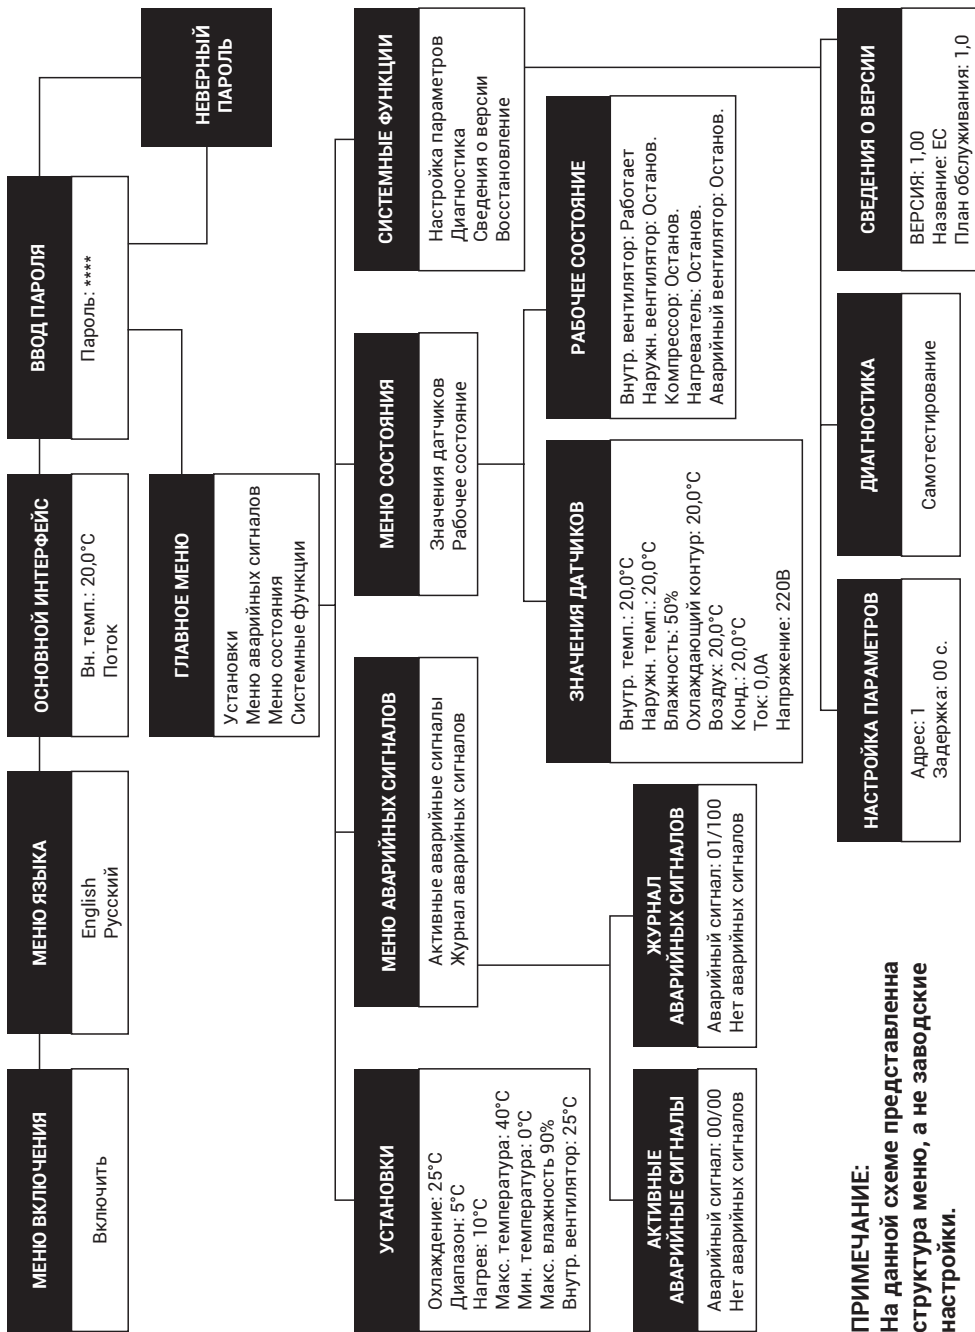 МЕНЮ ВКЛЮЧЕНИЯ
Включить
МЕНЮ ЯЗЫКА
English
Русский
ОСНОВНОЙ ИНТЕРФЕЙС
Вн. темп.: 20,0°C
Поток
ВВОД ПАРОЛЯ
Пароль: ****
НЕВЕРНЫЙ
ПАРОЛЬ
ГЛАВНОЕ МЕНЮ
Установки
Меню аварийных сигналов
Меню состояния
Системные функции
УСТАНОВКИ
Охлаждение: 25°C
Диапазон: 5°C
Нагрев: 10°C
Макс. температура: 40°C
Мин. температура: 0°C
Макс. влажность 90%
Внутр. вентилятор: 25°C
МЕНЮ АВАРИЙНЫХ СИГНАЛОВ
Активные аварийные сигналы
Журнал аварийных сигналов
МЕНЮ СОСТОЯНИЯ
Значения датчиков
Рабочее состояние
СИСТЕМНЫЕ ФУНКЦИИ
Настройка параметров
Диагностика
Сведения о версии
Восстановление
АКТИВНЫЕ
АВАРИЙНЫЕ СИГНАЛЫ
Аварийный сигнал: 00/00
Нет аварийных сигналов
ЖУРНАЛ
АВАРИЙНЫХ СИГНАЛОВ
Аварийный сигнал: 01/100
Нет аварийных сигналов
ЗНАЧЕНИЯ ДАТЧИКОВ
Внутр. темп.: 20,0°C
Наружн. темп.: 20,0°C
Влажность: 50%
Охлаждающий контур: 20,0°C
Воздух: 20,0°C
Конд.: 20,0°C
Ток: 0,0А
Напряжение: 220В
РАБОЧЕЕ СОСТОЯНИЕ
Внутр. вентилятор: Работает
Наружн. вентилятор: Останов.
Компрессор: Останов.
Нагреватель: Останов.
Аварийный вентилятор: Останов.
НАСТРОЙКА ПАРАМЕТРОВ
Адрес: 1
Задержка: 00 с.
ДИАГНОСТИКА
Самотестирование
СВЕДЕНИЯ О ВЕРСИИ
ВЕРСИЯ: 1,00
Название: EC
План обслуживания: 1,0
ПРИМЕЧАНИЕ:
На данной схеме представленна
структура меню, а не заводские
настройки.